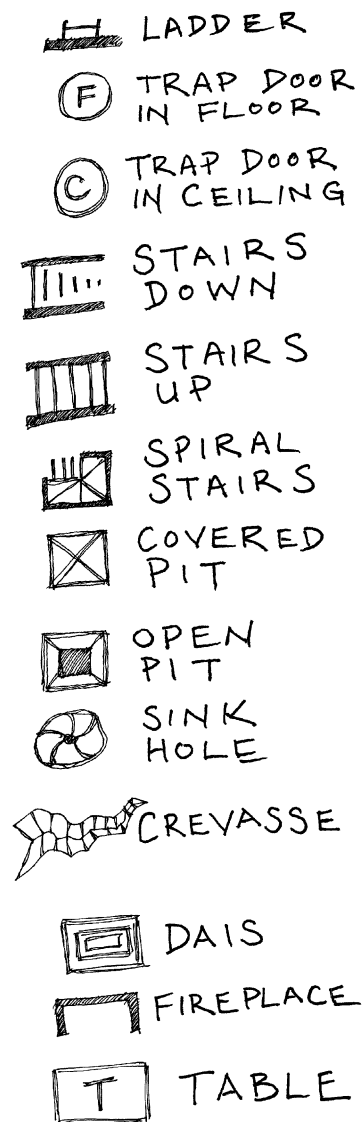 LADDER
F
TRAP DOOR
IN FLOOR
C
TRAP DOOR
IN CEILING
STAIRS
DOWN
STAIRS
UP
SPIRAL
STAIRS
COVERED
PIT
OPEN
PIT
SINK
HOLE
CREVASSE
DAIS
FIREPLACE
T
TABLE